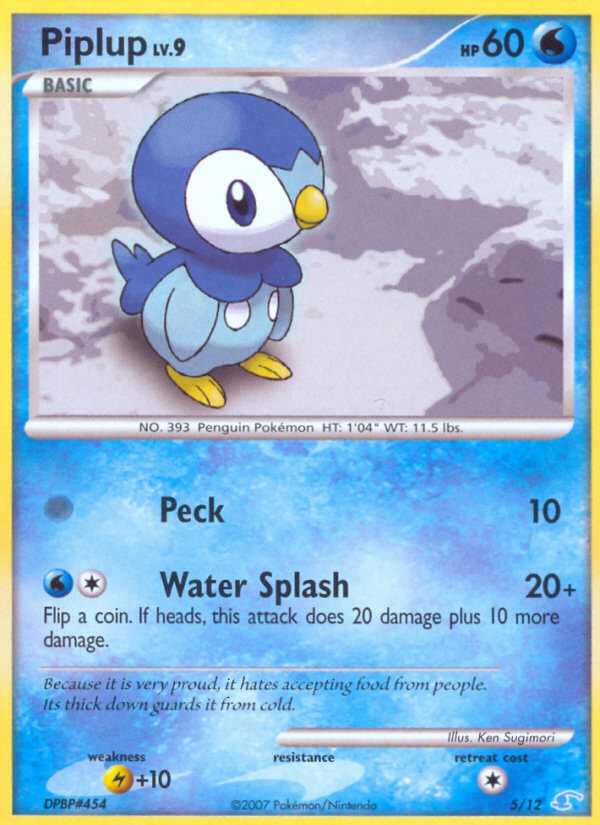 Piplup LV.9 HP 60
BASIC
NO. 393 Penguin Pokémon HT: 1'04" WT: 11.5 lbs.
Peck 10
Water Splash 20+
Flip a coin. If heads, this attack does 20 damage plus 10 more
damage.
Because it is very proud, it hates accepting food from people.
Its thick down guards it from cold.
Illus. Ken Sugimori
weakness resistance retreat cost
+10
DPBP#454 ©2007 Pokémon/Nintendo 5/12